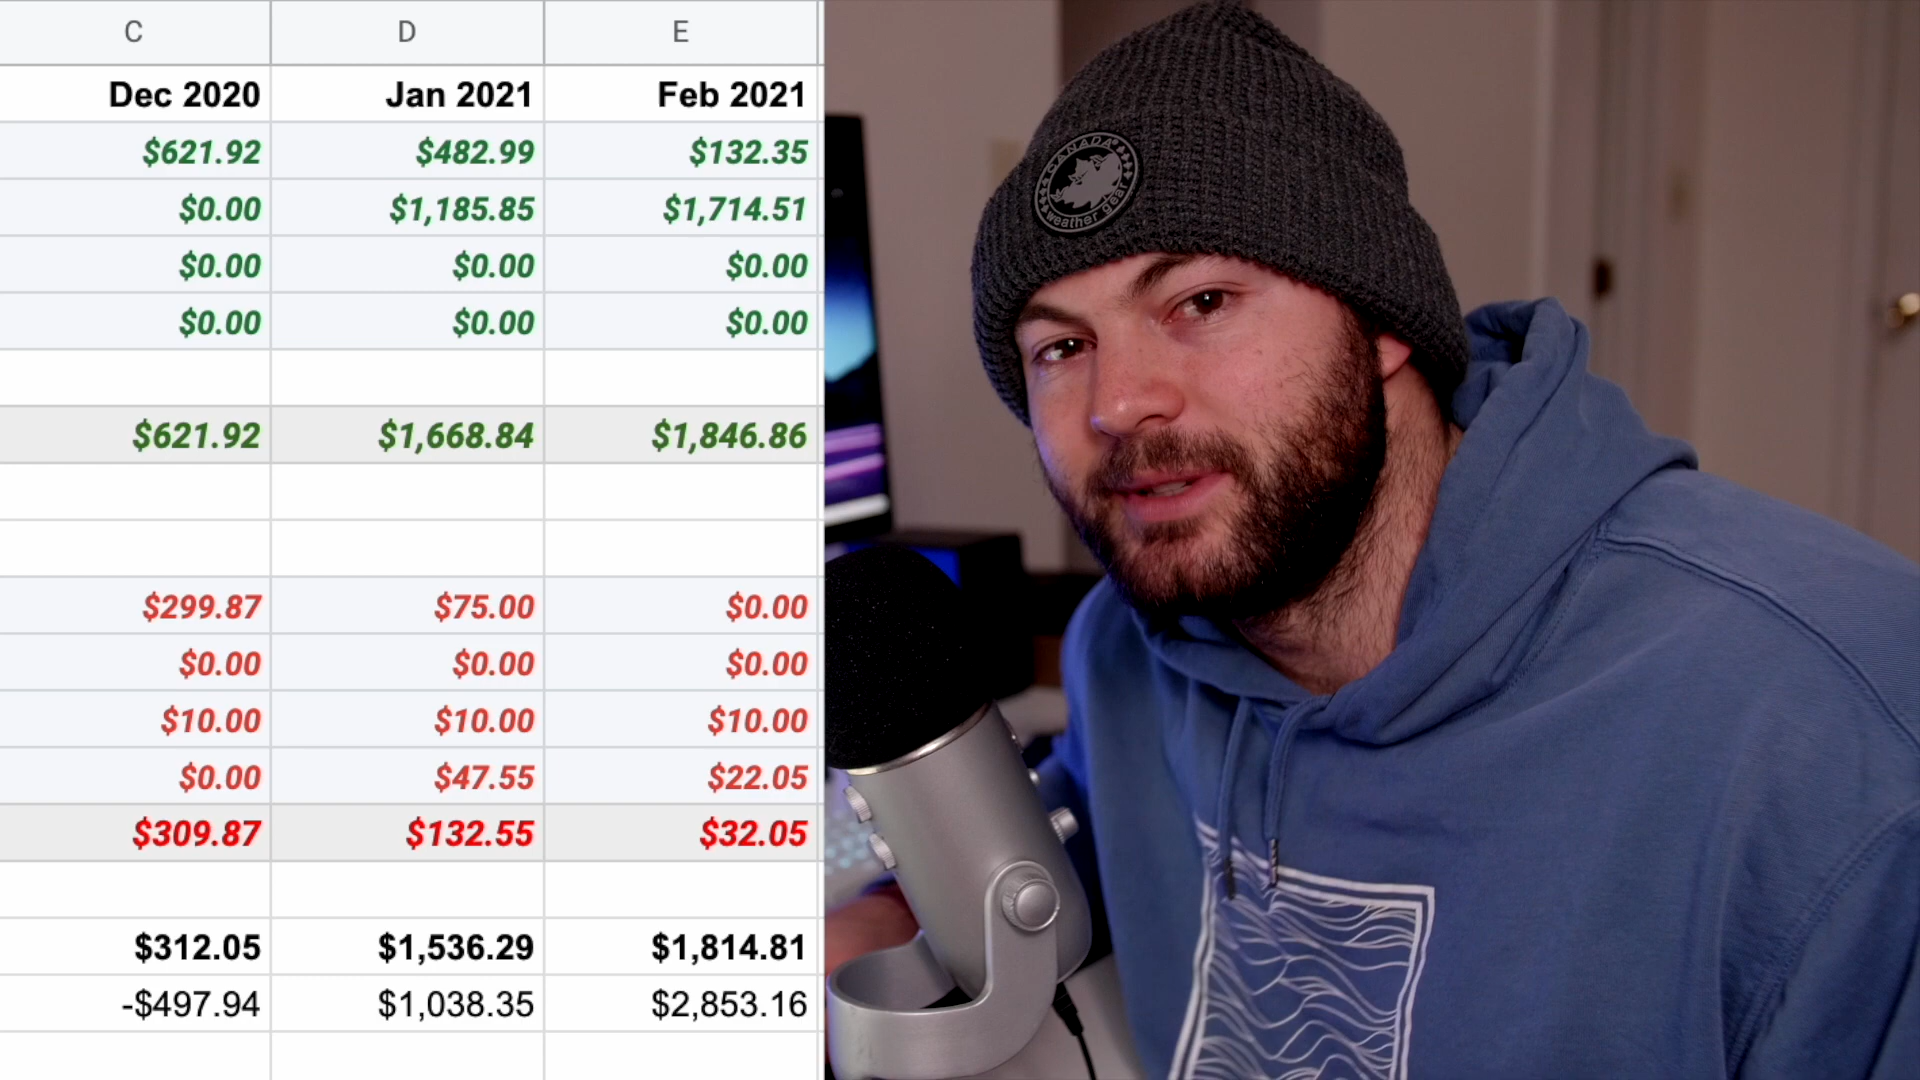 C D E
Dec 2020 Jan 2021 Feb 2021
$621.92 $482.99 $132.35
$0.00 $1,185.85 $1,714.51
$0.00 $0.00 $0.00
$0.00 $0.00 $0.00
$621.92 $1,668.84 $1,846.86
$299.87 $75.00 $0.00
$0.00 $0.00 $0.00
$10.00 $10.00 $10.00
$0.00 $47.55 $22.05
$309.87 $132.55 $32.05
$312.05 $1,536.29 $1,814.81
-$497.94 $1,038.35 $2,853.16
CANADA
weather gear